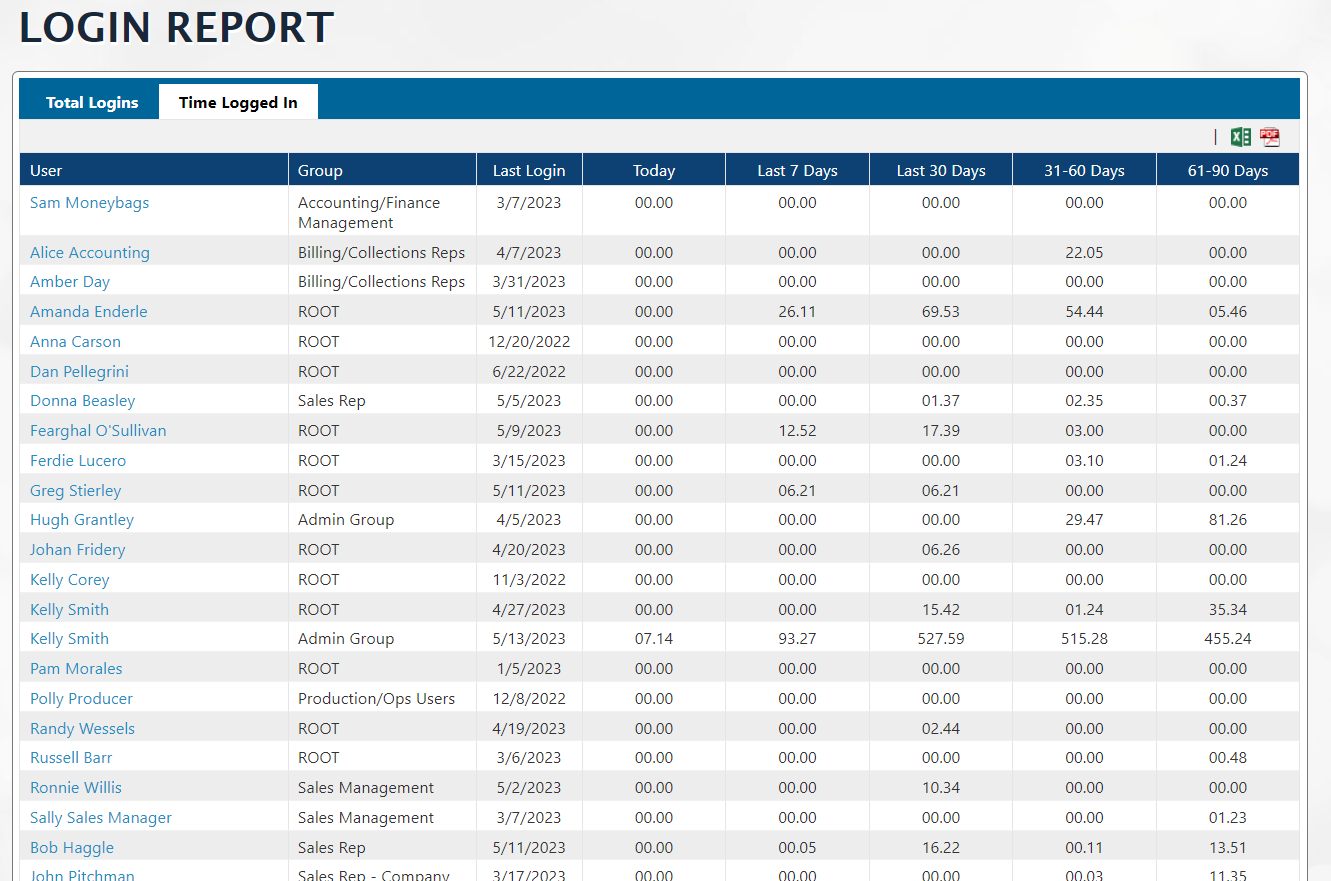 LOGIN REPORT
Total Logins Time Logged In
|
User Group Last Login Today Last 7 Days Last 30 Days 31-60 Days 61-90 Days
Sam Moneybags Accounting/Finance 3/7/2023 00.00 00.00 00.00 00.00 00.00
Management
Alice Accounting Billing/Collections Reps 4/7/2023 00.00 00.00 00.00 22.05 00.00
Amber Day Billing/Collections Reps 3/31/2023 00.00 00.00 00.00 00.00 00.00
Amanda Enderle ROOT 5/11/2023 00.00 26.11 69.53 54.44 05.46
Anna Carson ROOT 12/20/2022 00.00 00.00 00.00 00.00 00.00
Dan Pellegrini ROOT 6/22/2022 00.00 00.00 00.00 00.00 00.00
Donna Beasley Sales Rep 5/5/2023 00.00 00.00 01.37 02.35 00.37
Fearghal O'Sullivan ROOT 5/9/2023 00.00 12.52 17.39 03.00 00.00
Ferdie Lucero ROOT 3/15/2023 00.00 00.00 00.00 03.10 01.24
Greg Stierley ROOT 5/11/2023 00.00 06.21 06.21 00.00 00.00
Hugh Grantley Admin Group 4/5/2023 00.00 00.00 00.00 29.47 81.26
Johan Fridery ROOT 4/20/2023 00.00 00.00 06.26 00.00 00.00
Kelly Corey ROOT 11/3/2022 00.00 00.00 00.00 00.00 00.00
Kelly Smith ROOT 4/27/2023 00.00 00.00 15.42 01.24 35.34
Kelly Smith Admin Group 5/13/2023 07.14 93.27 527.59 515.28 455.24
Pam Morales ROOT 1/5/2023 00.00 00.00 00.00 00.00 00.00
Polly Producer Production/Ops Users 12/8/2022 00.00 00.00 00.00 00.00 00.00
Randy Wessels ROOT 4/19/2023 00.00 00.00 02.44 00.00 00.00
Russell Barr ROOT 3/6/2023 00.00 00.00 00.00 00.00 00.48
Ronnie Willis Sales Management 5/2/2023 00.00 00.00 10.34 00.00 00.00
Sally Sales Manager Sales Management 3/7/2023 00.00 00.00 00.00 00.00 01.23
Bob Haggle Sales Rep 5/11/2023 00.00 00.05 16.22 00.11 13.51
John Pitchman Sales Rep - Company 3/17/2023 00.00 00.00 00.00 00.03 11.35